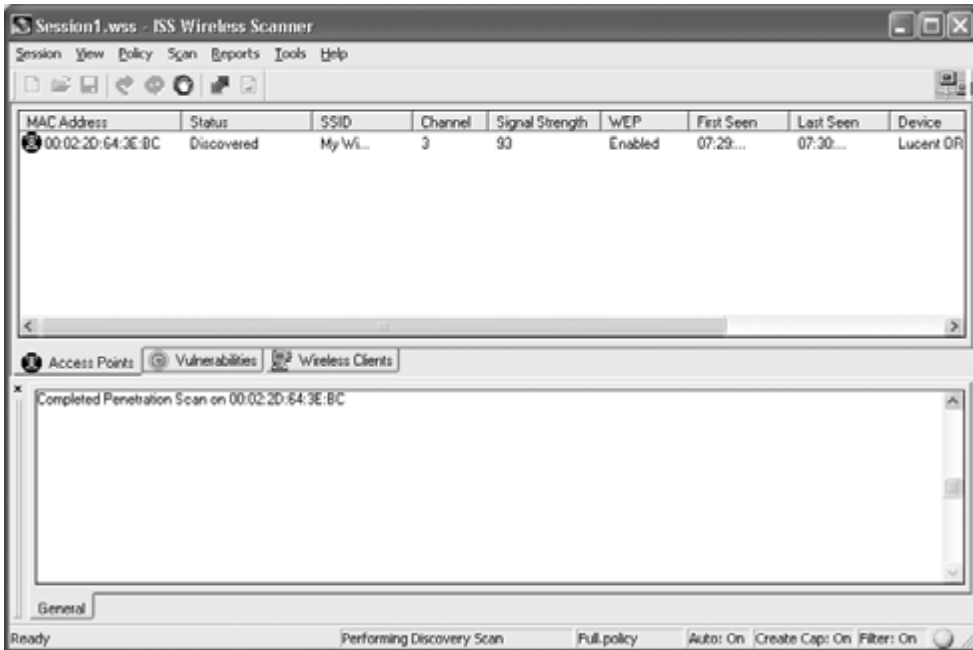 Session1.wss - ISS Wireless Scanner
Session View Policy Scan Reports Tools Help
MAC Address Status SSID Channel Signal Strength WEP First Seen Last Seen Device
00:02:2D:64:3E:BC Discovered My Wi... 3 93 Enabled 07:29:... 07:30:... Lucent OR
Access Points Vulnerabilities Wireless Clients
Completed Penetration Scan on 00:02:2D:64:3E:BC
General
Ready Performing Discovery Scan Full.policy Auto: On Create Cap: On Filter: On